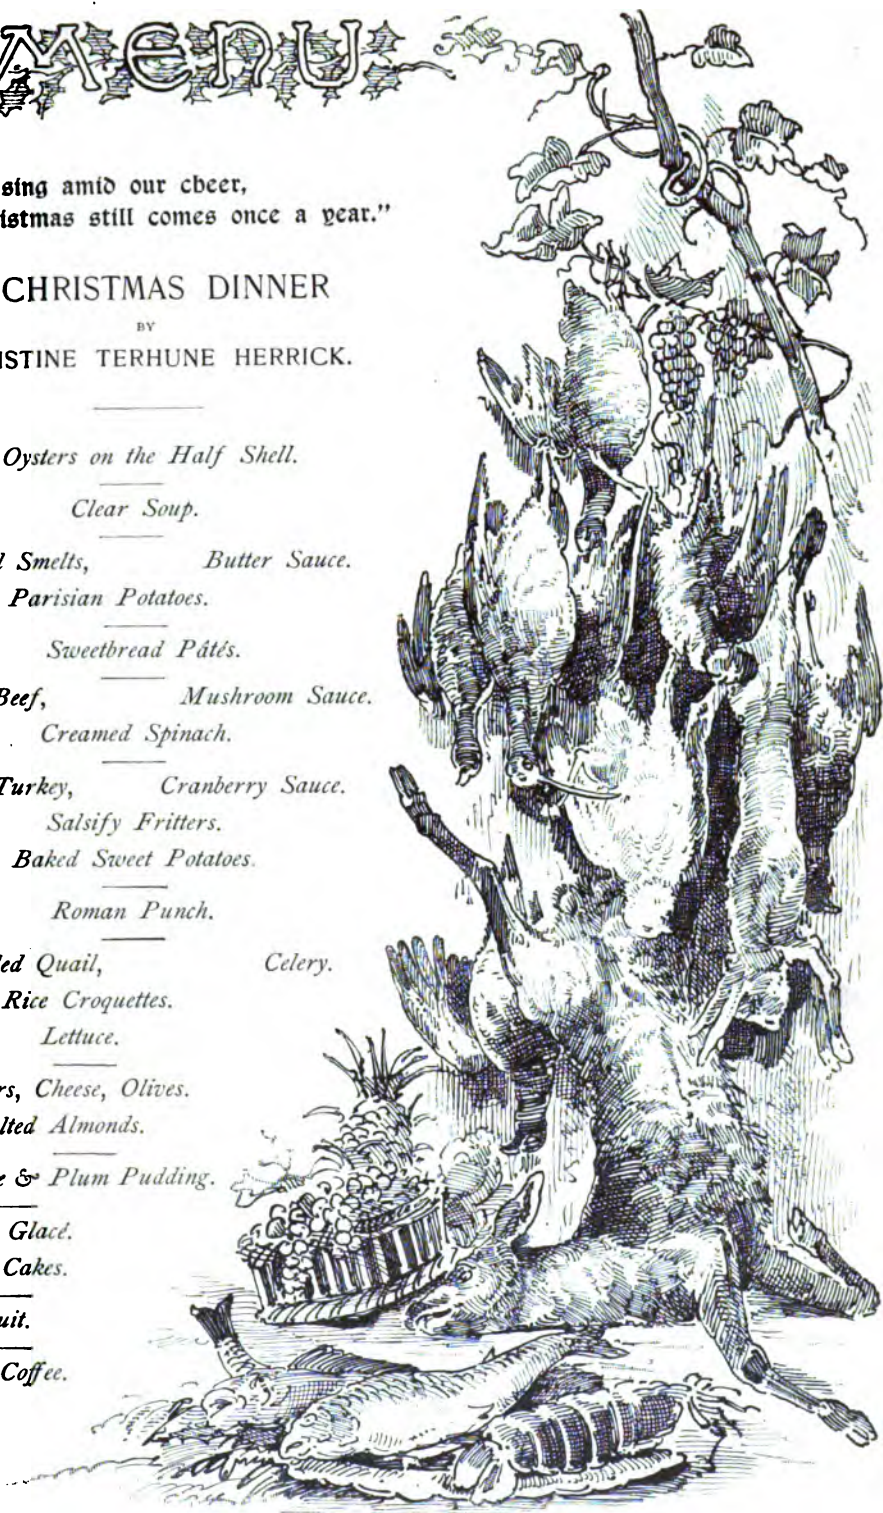 MENU
sing amid our cheer,
istmas still comes once a year."
CHRISTMAS DINNER
BY
ISTINE TERHUNE HERRICK.
Oysters on the Half Shell.
Clear Soup.
Smelts, Butter Sauce.
Parisian Potatoes.
Sweetbread Pâtés.
Beef, Mushroom Sauce.
Creamed Spinach.
Turkey, Cranberry Sauce.
Salsify Fritters.
Baked Sweet Potatoes.
Roman Punch.
ed Quail, Celery.
Rice Croquettes.
Lettuce.
rs, Cheese, Olives.
lted Almonds.
e & Plum Pudding.
Glacé.
Cakes.
uit.
Coffee.